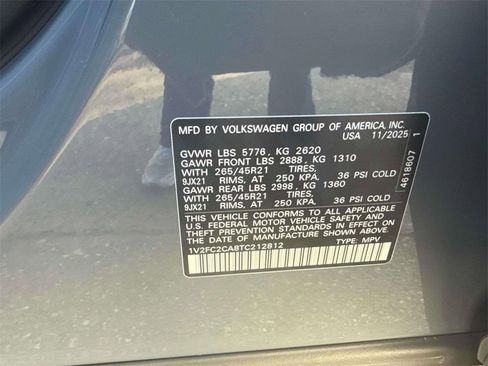 MFD BY VOLKSWAGEN GROUP OF AMERICA, INC.
USA 11/2025
GVWR LBS 5776, KG 2620
GAWR FRONT LBS 2888, KG 1310
WITH 265/45R21 TIRES,
9JX21 RIMS, AT 250 KPA, 36 PSI COLD
GAWR REAR LBS 2998, KG 1360
WITH 265/45R21 TIRES,
9JX21 RIMS, AT 250 KPA, 36 PSI COLD
THIS VEHICLE CONFORMS TO ALL APPLICABLE
U.S. FEDERAL MOTOR VEHICLE SAFETY, BUMPER, AND
THEFT PREVENTION STANDARDS IN EFFECT ON THE
DATE OF MANUFACTURE SHOWN ABOVE.
1V2FC2CA8TC212812 TYPE: MPV
4618607 1